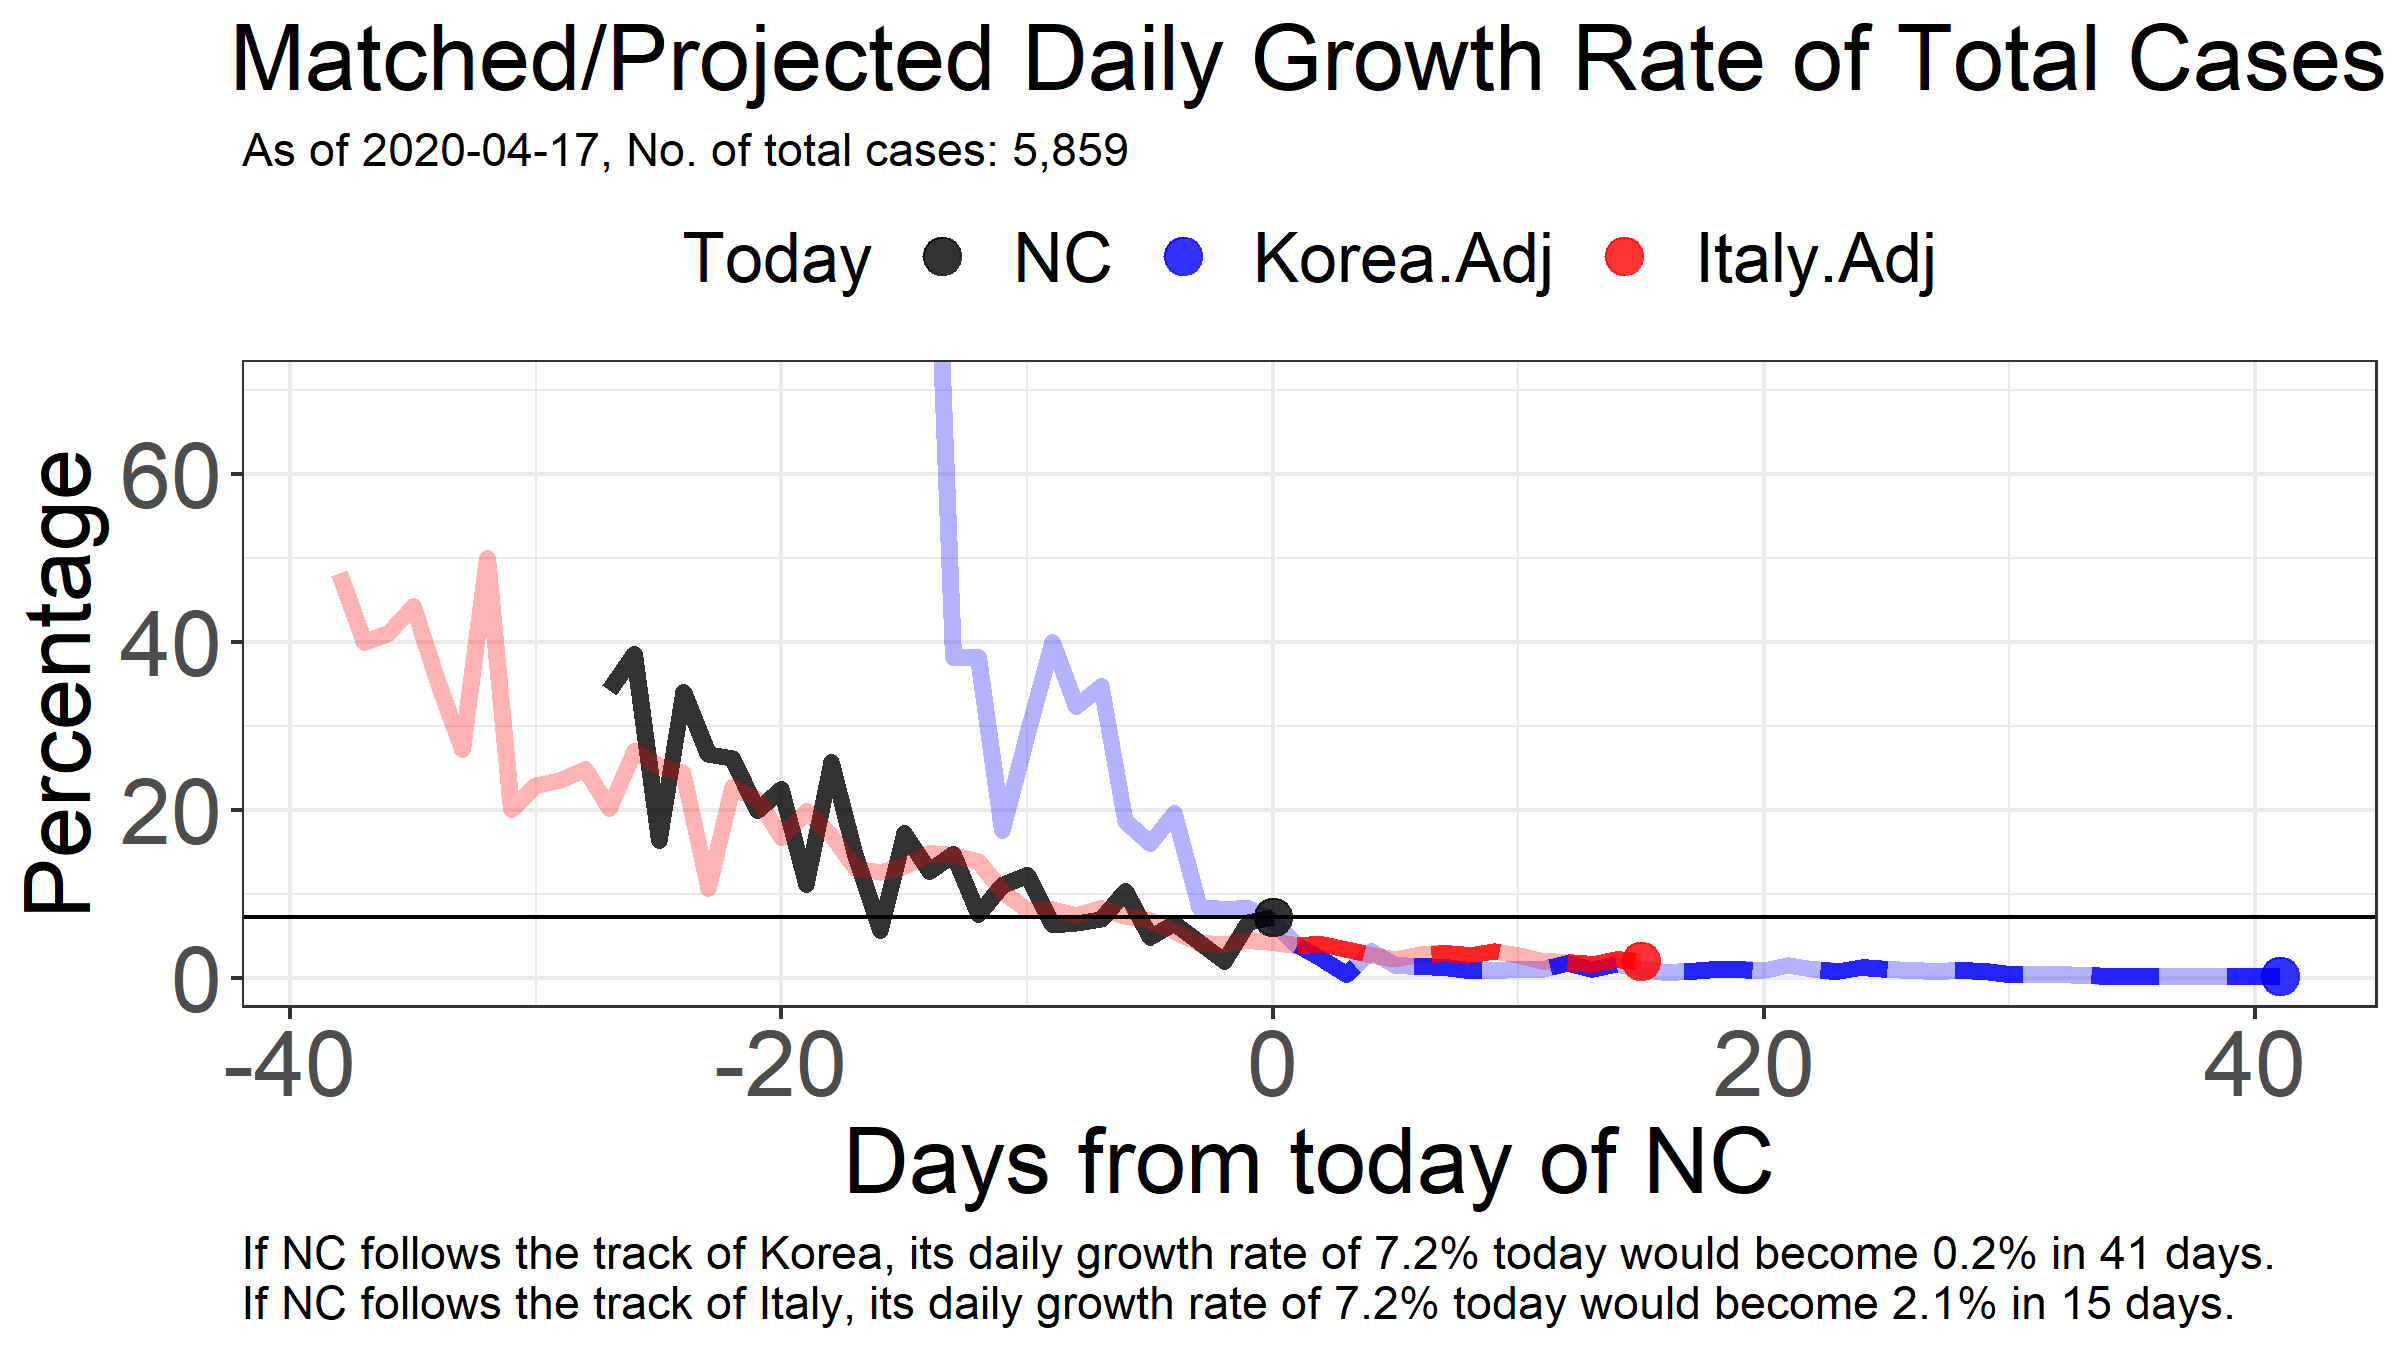 Matched/Projected Daily Growth Rate of Total Cases
As of 2020-04-17, No. of total cases: 5,859
Today NC Korea.Adj Italy.Adj
Percentage
60
40
20
0
-40 -20 0 20 40
Days from today of NC
If NC follows the track of Korea, its daily growth rate of 7.2% today would become 0.2% in 41 days.
If NC follows the track of Italy, its daily growth rate of 7.2% today would become 2.1% in 15 days.